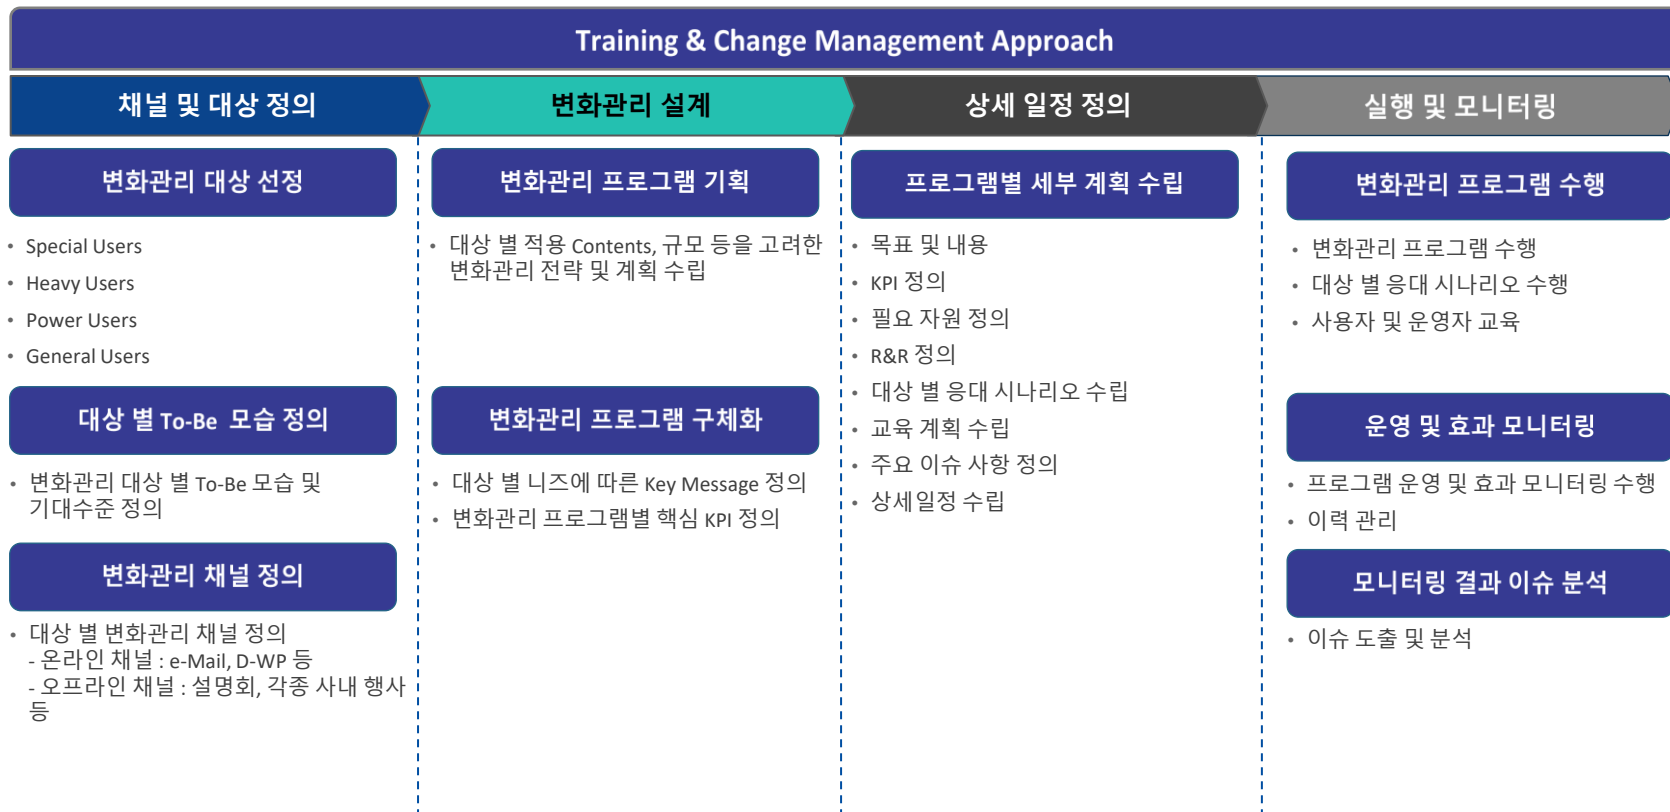 Training & Change Management Approach
채널 및 대상 정의
변화관리 설계
상세 일정 정의
실행 및 모니터링
변화관리 대상 선정
• Special Users
• Heavy Users
• Power Users
• General Users
대상 별 To-Be 모습 정의
• 변화관리 대상 별 To-Be 모습 및
기대수준 정의
변화관리 채널 정의
• 대상 별 변화관리 채널 정의
- 온라인 채널 : e-Mail, D-WP 등
- 오프라인 채널 : 설명회, 각종 사내 행사
등
변화관리 프로그램 기획
• 대상 별 적용 Contents, 규모 등을 고려한
변화관리 전략 및 계획 수립
변화관리 프로그램 구체화
• 대상 별 니즈에 따른 Key Message 정의
• 변화관리 프로그램별 핵심 KPI 정의
프로그램별 세부 계획 수립
• 목표 및 내용
• KPI 정의
• 필요 자원 정의
• R&R 정의
• 대상 별 응대 시나리오 수립
• 교육 계획 수립
• 주요 이슈 사항 정의
• 상세일정 수립
변화관리 프로그램 수행
• 변화관리 프로그램 수행
• 대상 별 응대 시나리오 수행
• 사용자 및 운영자 교육
운영 및 효과 모니터링
• 프로그램 운영 및 효과 모니터링 수행
• 이력 관리
모니터링 결과 이슈 분석
• 이슈 도출 및 분석